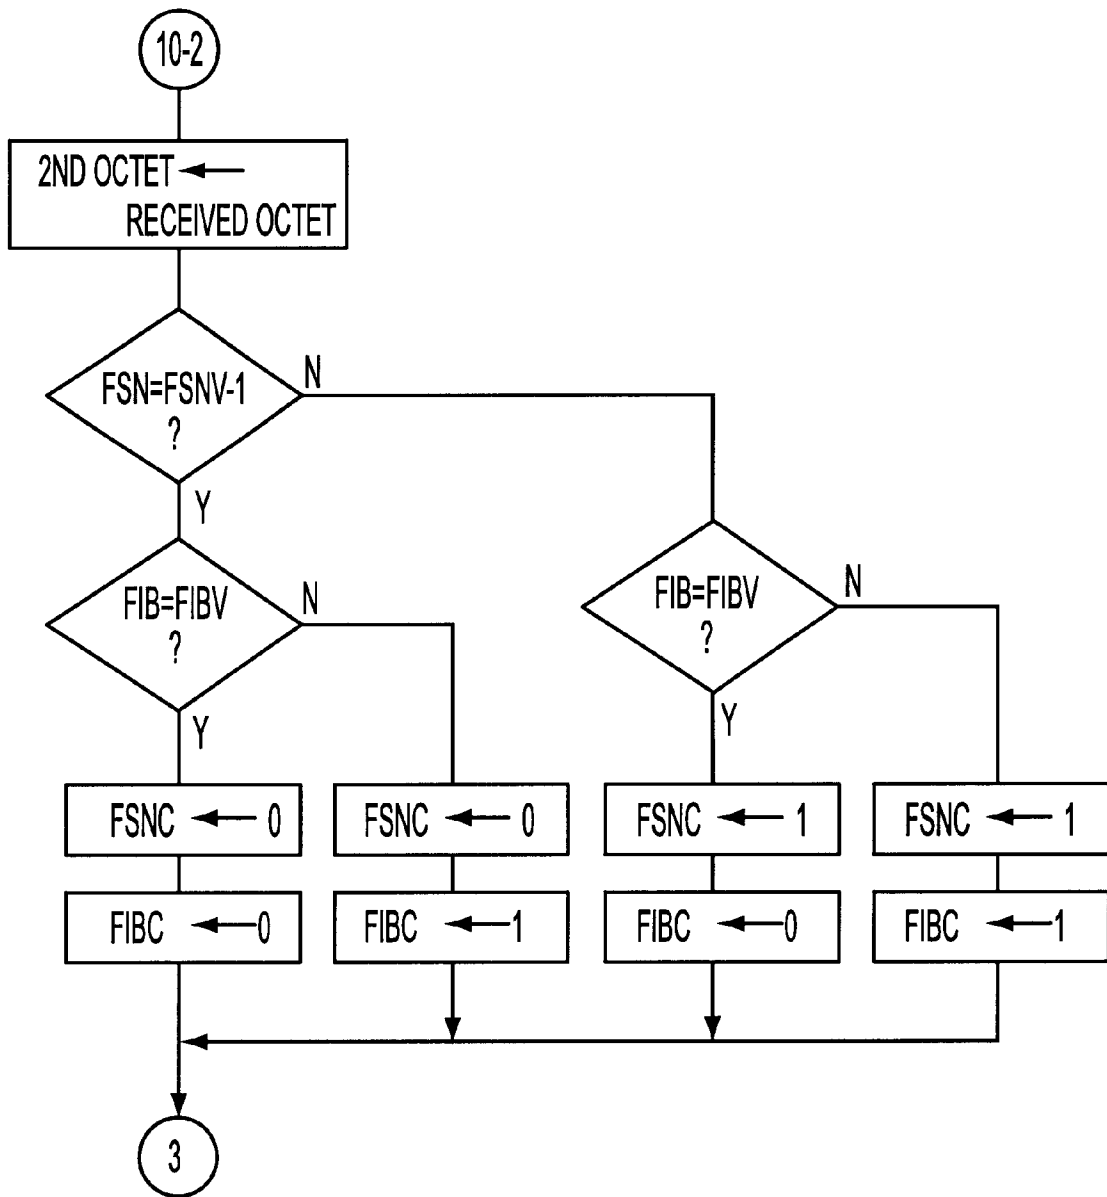 10-2
2ND OCTET ←
RECEIVED OCTET
FSN=FSNV-1
?
N
Y
FIB=FIBV
?
N
Y
FIB=FIBV
?
N
Y
FSNC ← 0
FIBC ← 0
FSNC ← 0
FIBC ← 1
FSNC ← 1
FIBC ← 0
FSNC ← 1
FIBC ← 1
3